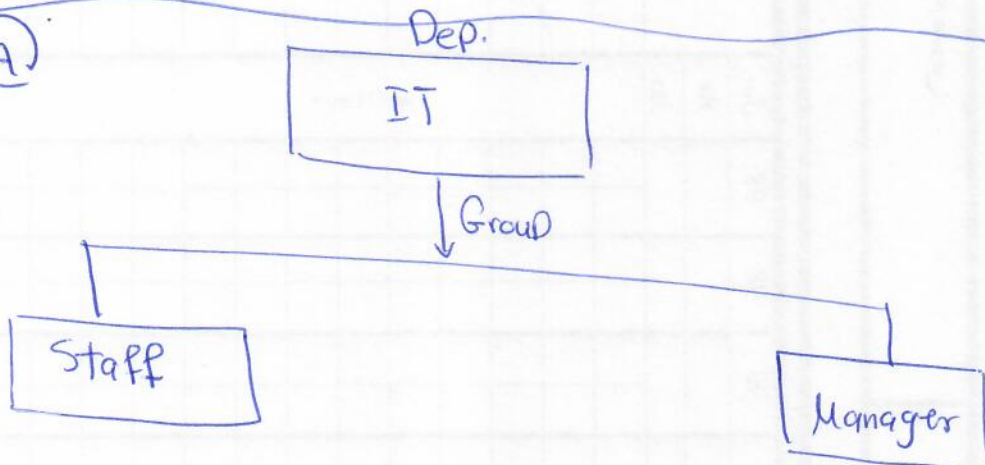 A)
Dep.
IT
Group
Staff
Manager